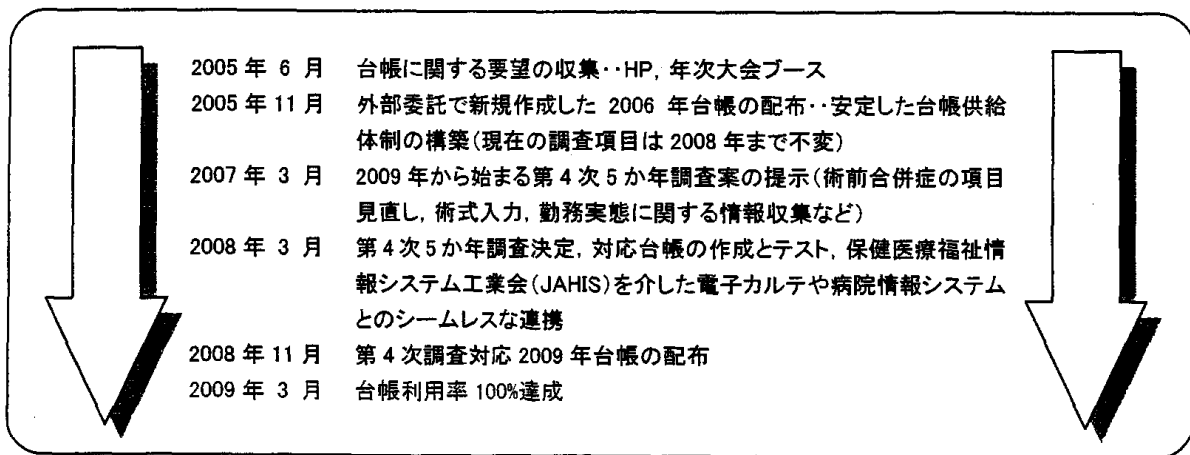 2005 年 6 月 台帳に関する要望の収集‥HP, 年次大会ブース
2005 年 11 月 外部委託で新規作成した 2006 年台帳の配布‥安定した台帳供給
体制の構築(現在の調査項目は 2008 年まで不変)
2007 年 3 月 2009 年から始まる第 4 次 5 か年調査案の提示(術前合併症の項目
見直し, 術式入力, 勤務実態に関する情報収集など)
2008 年 3 月 第 4 次 5 か年調査決定, 対応台帳の作成とテスト, 保健医療福祉情
報システム工業会(JAHIS)を介した電子カルテや病院情報システム
とのシームレスな連携
2008 年 11 月 第 4 次調査対応 2009 年台帳の配布
2009 年 3 月 台帳利用率 100%達成